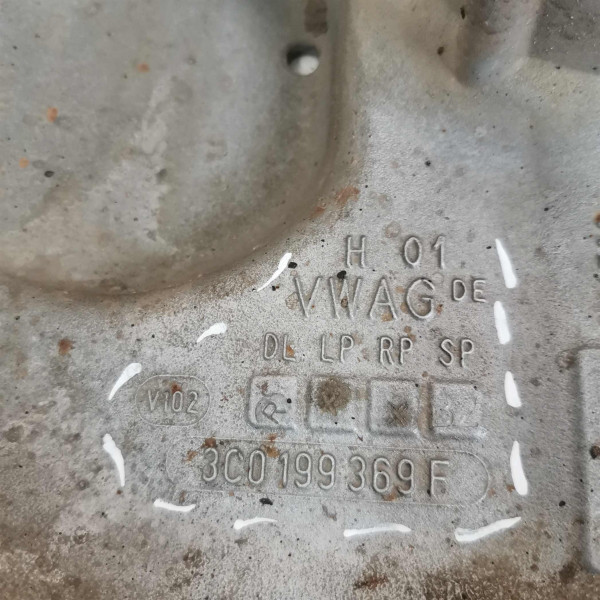 H 01
VWAG DE
DL LP RP SP
V102
3C0 199 369 F